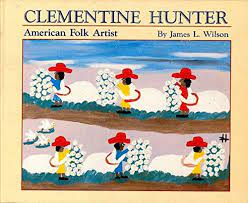 CLEMENTINE HUNTER
American Folk Artist By James L. Wilson